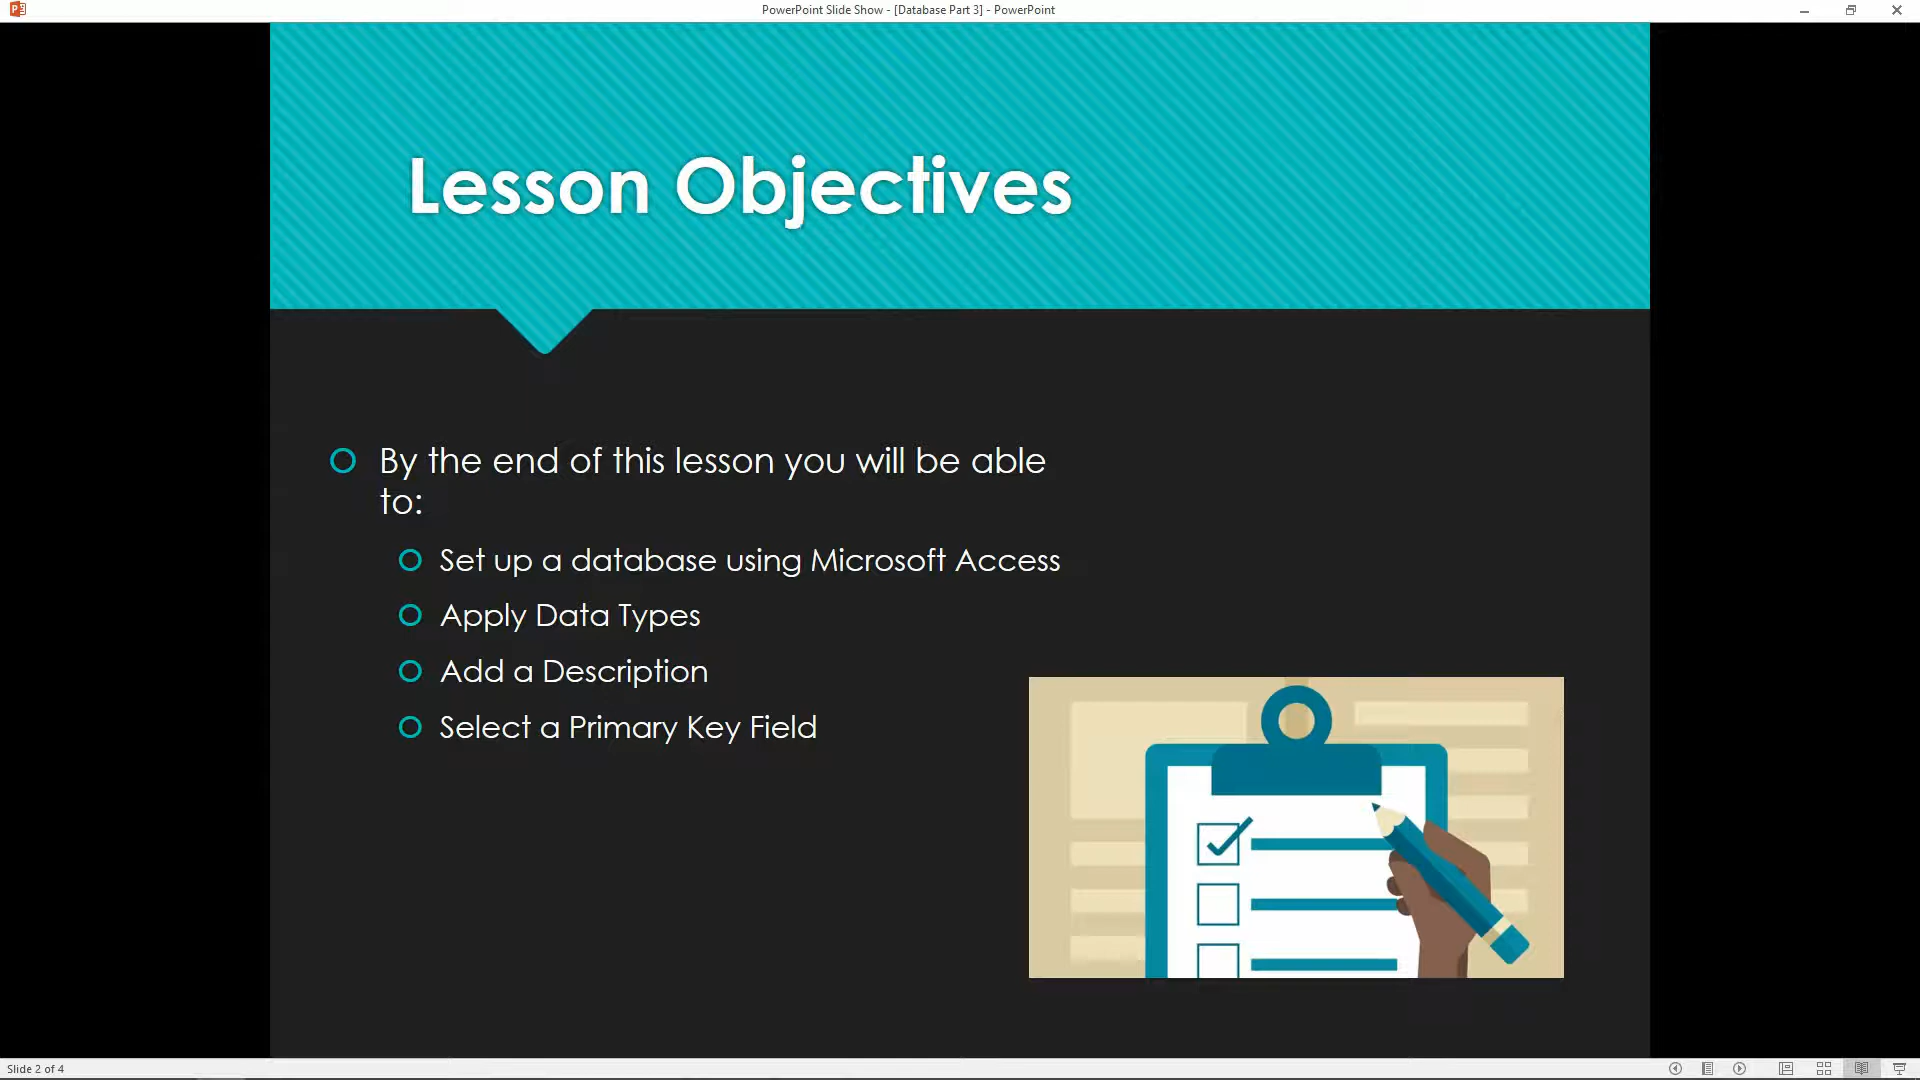 PowerPoint Slide Show - [Database Part 3] - PowerPoint
Lesson Objectives
By the end of this lesson you will be able
to:
Set up a database using Microsoft Access
Apply Data Types
Add a Description
Select a Primary Key Field
Slide 2 of 4